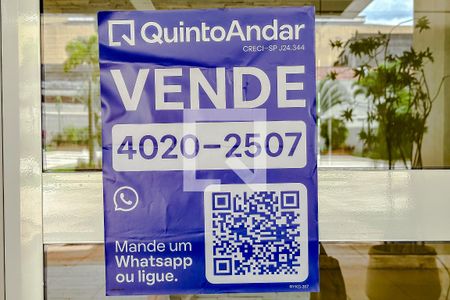 QuintoAndar
CRECI-SP J24.344
VENDE
4020-2507
Mande um
Whatsapp
ou ligue.